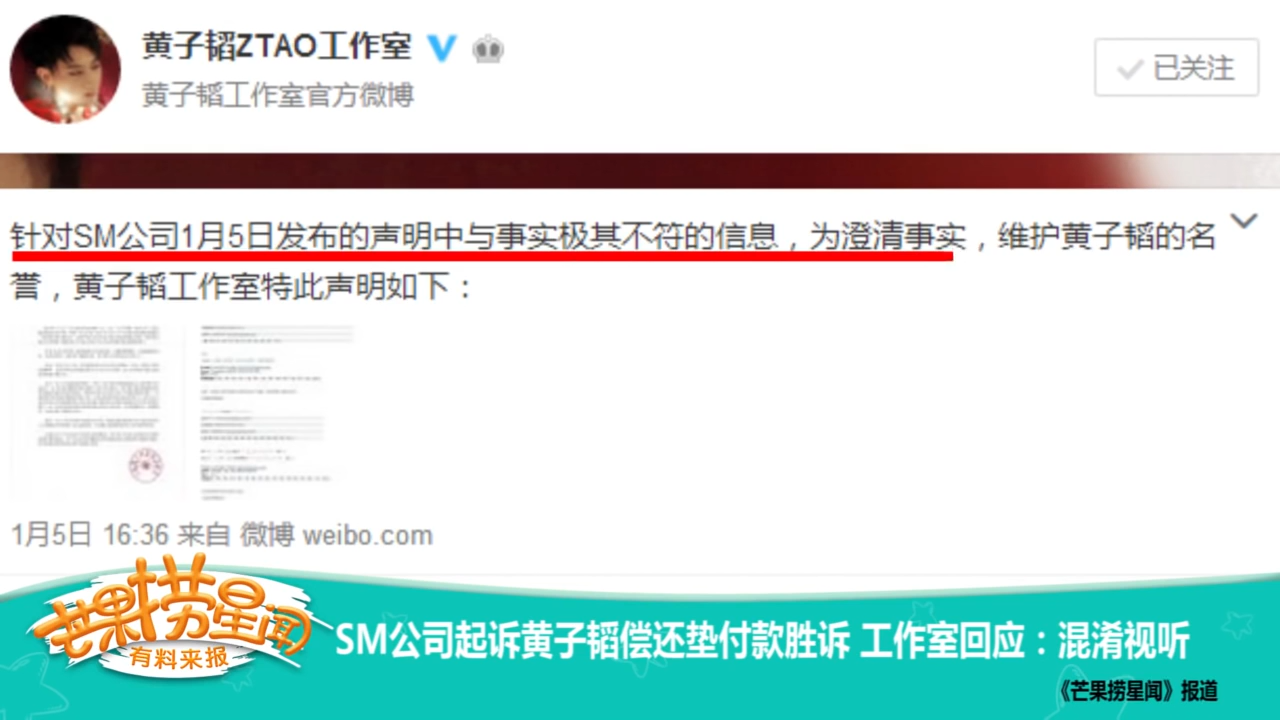 黄子韬ZTAO工作室
黄子韬工作室官方微博
已关注
针对SM公司1月5日发布的声明中与事实极其不符的信息，为澄清事实，维护黄子韬的名
誉，黄子韬工作室特此声明如下：
1月5日 16:36 来自 微博 weibo.com
芒果捞星闻
有料来报
SM公司起诉黄子韬偿还垫付款胜诉 工作室回应：混淆视听
《芒果捞星闻》报道